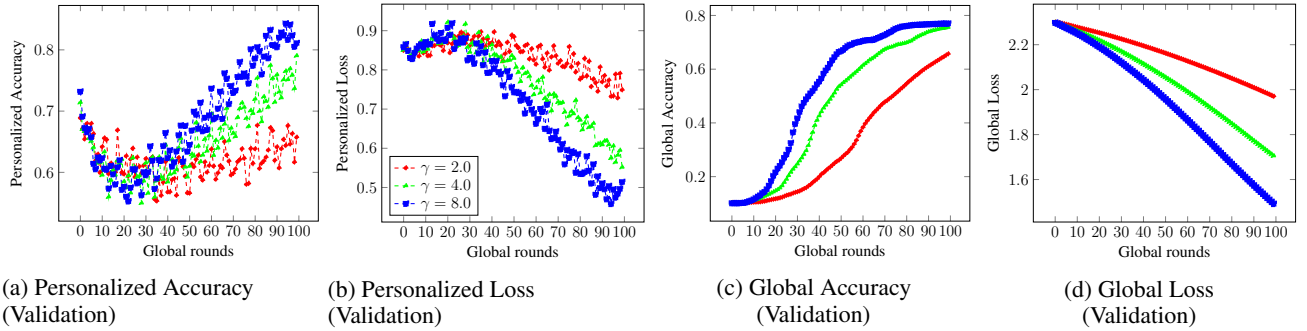 Personalized Accuracy
0.8
0.7
0.6
0 10 20 30 40 50 60 70 80 90 100
Global rounds
(a) Personalized Accuracy
(Validation)
Personalized Loss
0.9
0.8
0.7
0.6
0.5
γ = 2.0
γ = 4.0
γ = 8.0
0 10 20 30 40 50 60 70 80 90 100
Global rounds
(b) Personalized Loss
(Validation)
Global Accuracy
0.8
0.6
0.4
0.2
0 10 20 30 40 50 60 70 80 90 100
Global rounds
(c) Global Accuracy
(Validation)
Global Loss
2.2
2
1.8
1.6
0 10 20 30 40 50 60 70 80 90 100
Global rounds
(d) Global Loss
(Validation)